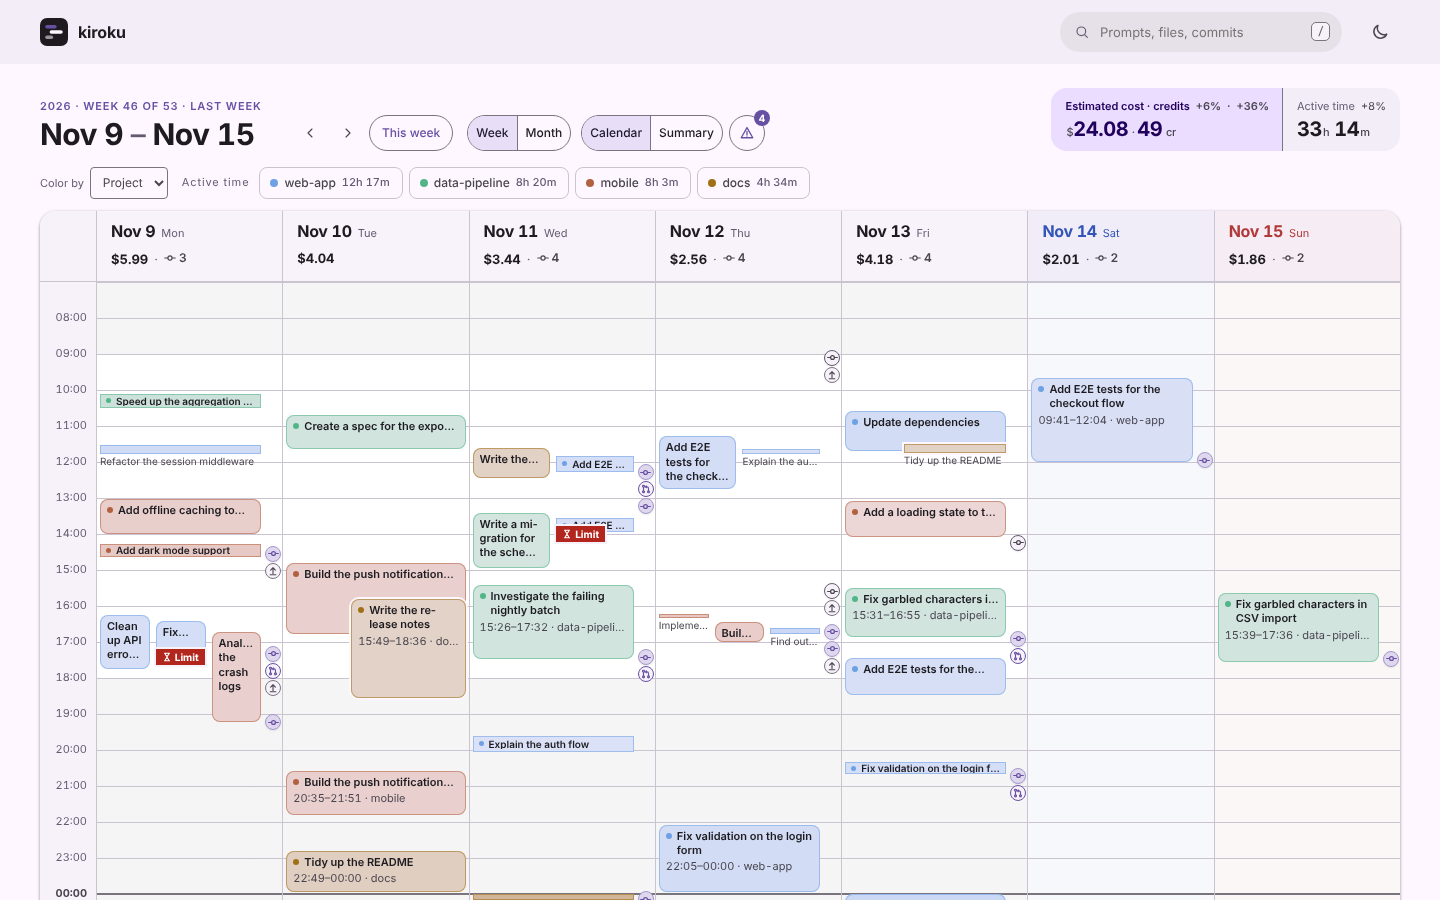 kiroku
Prompts, files, commits
/
2026 · WEEK 46 OF 53 · LAST WEEK
Nov 9 – Nov 15
This week
Week
Month
Calendar
Summary
4
Estimated cost · credits +6% · +36%
$24.08 · 49 cr
Active time +8%
33h 14m
Color by
Project
Active time
web-app 12h 17m
data-pipeline 8h 20m
mobile 8h 3m
docs 4h 34m
Nov 9 Mon
$5.99 · 3
Nov 10 Tue
$4.04
Nov 11 Wed
$3.44 · 4
Nov 12 Thu
$2.56 · 4
Nov 13 Fri
$4.18 · 4
Nov 14 Sat
$2.01 · 2
Nov 15 Sun
$1.86 · 2
08:00
09:00
10:00
11:00
12:00
13:00
14:00
15:00
16:00
17:00
18:00
19:00
20:00
21:00
22:00
23:00
00:00
Speed up the aggregation ...
Refactor the session middleware
Add offline caching to...
Add dark mode support
Clean
up API
erro...
Fix...
Limit
Anal...
the
crash
logs
Create a spec for the expo...
Build the push notification...
Write the re-
lease notes
15:49–18:36 · do...
Build the push notification...
20:35–21:51 · mobile
Tidy up the README
22:49–00:00 · docs
Write the...
Add E2E ...
Write a mi-
gration for
the sche...
Add E2E ...
Limit
Investigate the failing
nightly batch
15:26–17:32 · data-pipeli...
Explain the auth flow
Add E2E
tests for
the check...
Explain the au...
Impleme...
Buil...
Find out...
Fix validation on the login
form
22:05–00:00 · web-app
Update dependencies
Tidy up the README
Add a loading state to t...
Fix garbled characters i...
15:31–16:55 · data-pipeli...
Add E2E tests for the...
Fix validation on the login f...
Add E2E tests for the
checkout flow
09:41–12:04 · web-app
Fix garbled characters in
CSV import
15:39–17:36 · data-pipeli...